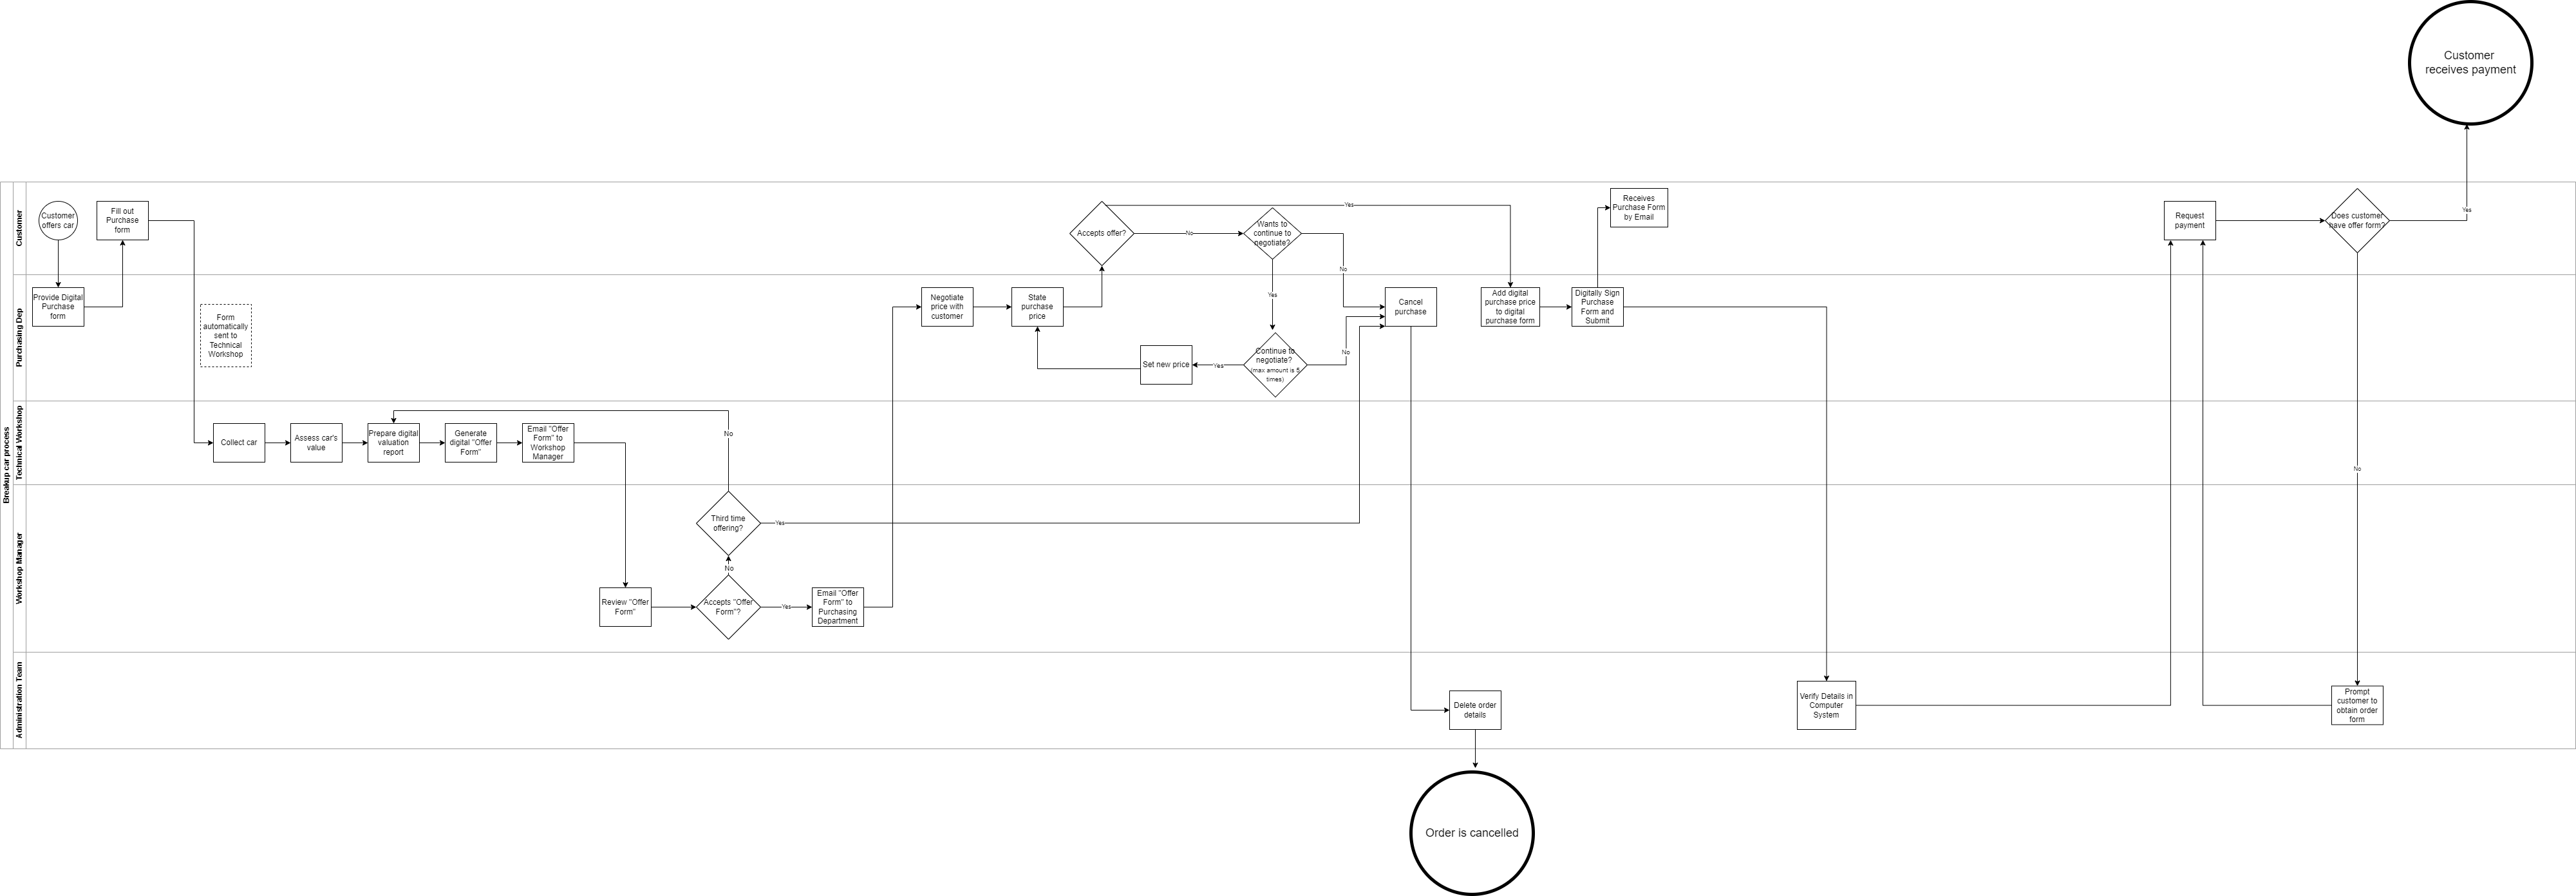 Customer
receives payment
Breakup car process
Customer
Customer
offers car
Fill out
Purchase
form
Accepts offer?
Yes
No
Wants to
continue to
negotiate?
No
Yes
Receives
Purchase Form
by Email
Request
payment
Does customer
have offer form?
Yes
No
Purchasing Dep
Provide Digital
Purchase
form
Form
automatically
sent to
Technical
Workshop
Negotiate
price with
customer
State
purchase
price
Set new price
Yes
Continue to
negotiate?
(max amount is 5
times)
No
Cancel
purchase
Add digital
purchase price
to digital
purchase form
Digitally Sign
Purchase
Form and
Submit
Technical Workshop
Collect car
Assess car's
value
Prepare digital
valuation
report
Generate
digital "Offer
Form"
Email "Offer
Form" to
Workshop
Manager
No
Workshop Manager
Third time
offering?
Yes
No
Review "Offer
Form"
Accepts "Offer
Form"?
Yes
Email "Offer
Form" to
Purchasing
Department
Administration Team
Delete order
details
Verify Details in
Computer
System
Prompt
customer to
obtain order
form
Order is cancelled